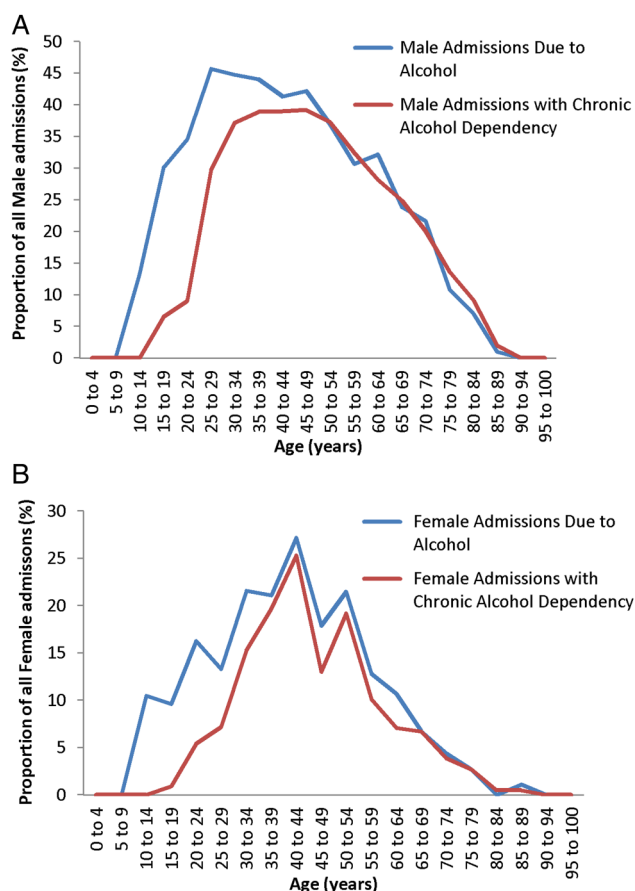 A
Proportion of all Male admissions (%)
50
45
40
35
30
25
20
15
10
5
0
Male Admissions Due to
Alcohol
Male Admissions with Chronic
Alcohol Dependency
0 to 4
5 to 9
10 to 14
15 to 19
20 to 24
25 to 29
30 to 34
35 to 39
40 to 44
45 to 49
50 to 54
55 to 59
60 to 64
65 to 69
70 to 74
75 to 79
80 to 84
85 to 89
90 to 94
95 to 100
Age (years)
B
Proportion of all Female admissons (%)
30
25
20
15
10
5
0
Female Admissions Due to
Alcohol
Female Admissions with
Chronic Alcohol Dependency
0 to 4
5 to 9
10 to 14
15 to 19
20 to 24
25 to 29
30 to 34
35 to 39
40 to 44
45 to 49
50 to 54
55 to 59
60 to 64
65 to 69
70 to 74
75 to 79
80 to 84
85 to 89
90 to 94
95 to 100
Age (years)